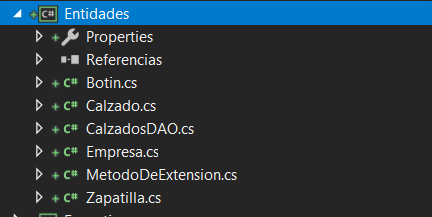 C# Entidades
Properties
Referencias
C# Botin.cs
C# Calzado.cs
C# CalzadosDAO.cs
C# Empresa.cs
C# MetodoDeExtension.cs
C# Zapatilla.cs